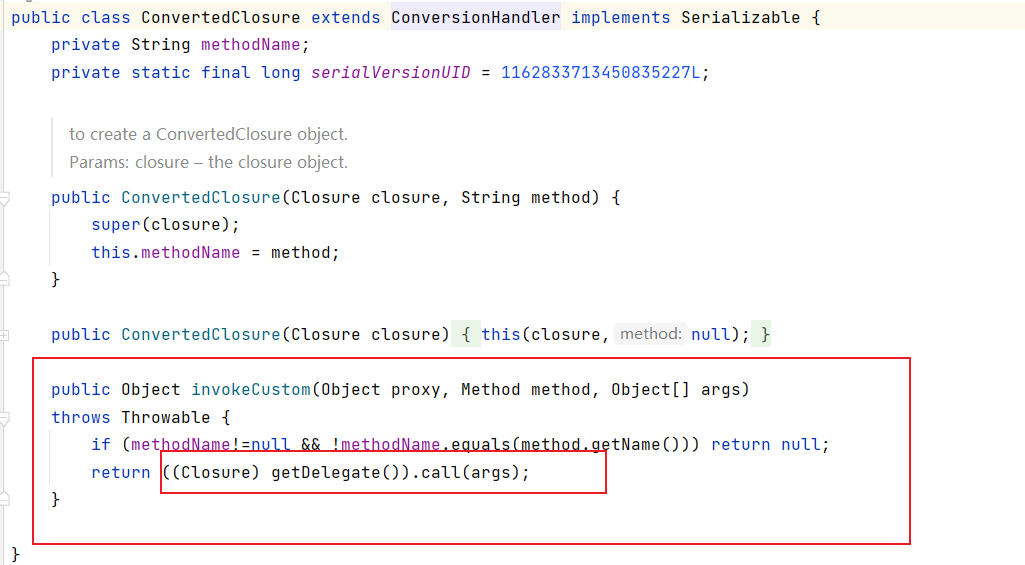 public class ConvertedClosure extends ConversionHandler implements Serializable {
    private String methodName;
    private static final long serialVersionUID = 1162833713450835227L;
to create a ConvertedClosure object.
Params: closure – the closure object.
    public ConvertedClosure(Closure closure, String method) {
        super(closure);
        this.methodName = method;
    }
    public ConvertedClosure(Closure closure) { this(closure, method: null); }
    public Object invokeCustom(Object proxy, Method method, Object[] args)
    throws Throwable {
        if (methodName!=null && !methodName.equals(method.getName())) return null;
        return ((Closure) getDelegate()).call(args);
    }
}